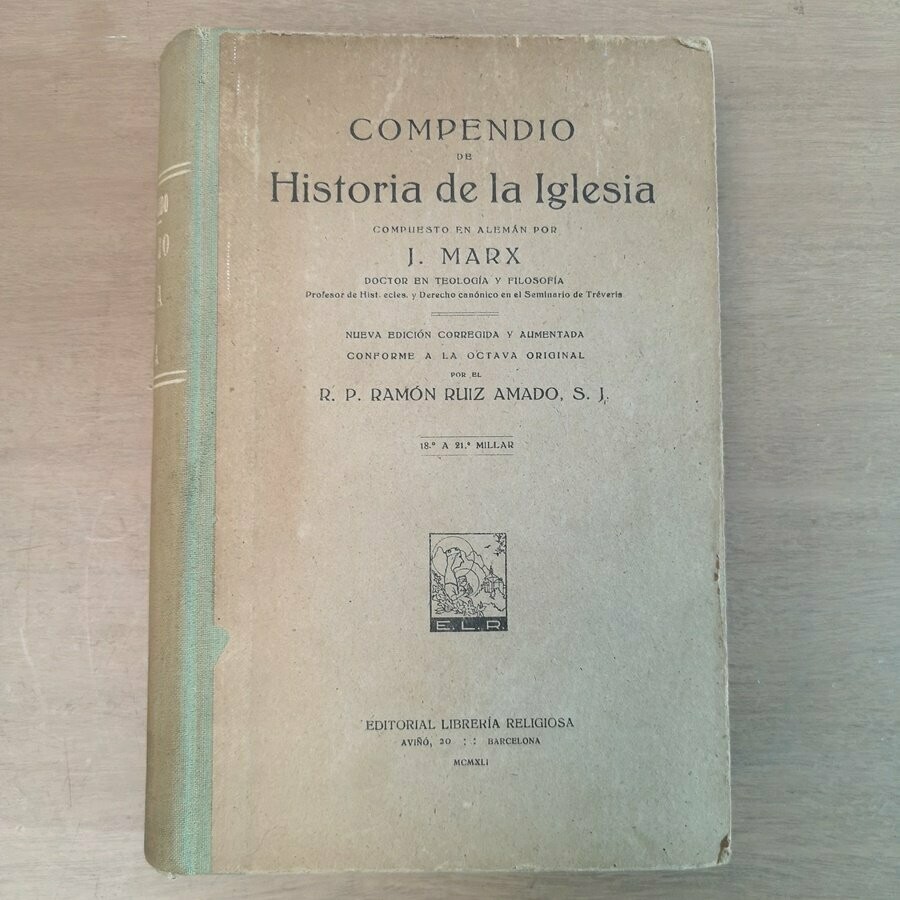 COMPENDIO
DE
Historia de la Iglesia
COMPUESTO EN ALEMÁN POR
J. MARX
DOCTOR EN TEOLOGÍA Y FILOSOFÍA
Profesor de Hist. ecles. y Derecho canónico en el Seminario de Tréveris
NUEVA EDICIÓN CORREGIDA Y AUMENTADA
CONFORME A LA OCTAVA ORIGINAL
POR EL
R. P. RAMÓN RUIZ AMADO, S. J.
18.º A 21.º MILLAR
E. L. R.
EDITORIAL LIBRERÍA RELIGIOSA
AVIÑÓ, 20 :: BARCELONA
MCMXLI